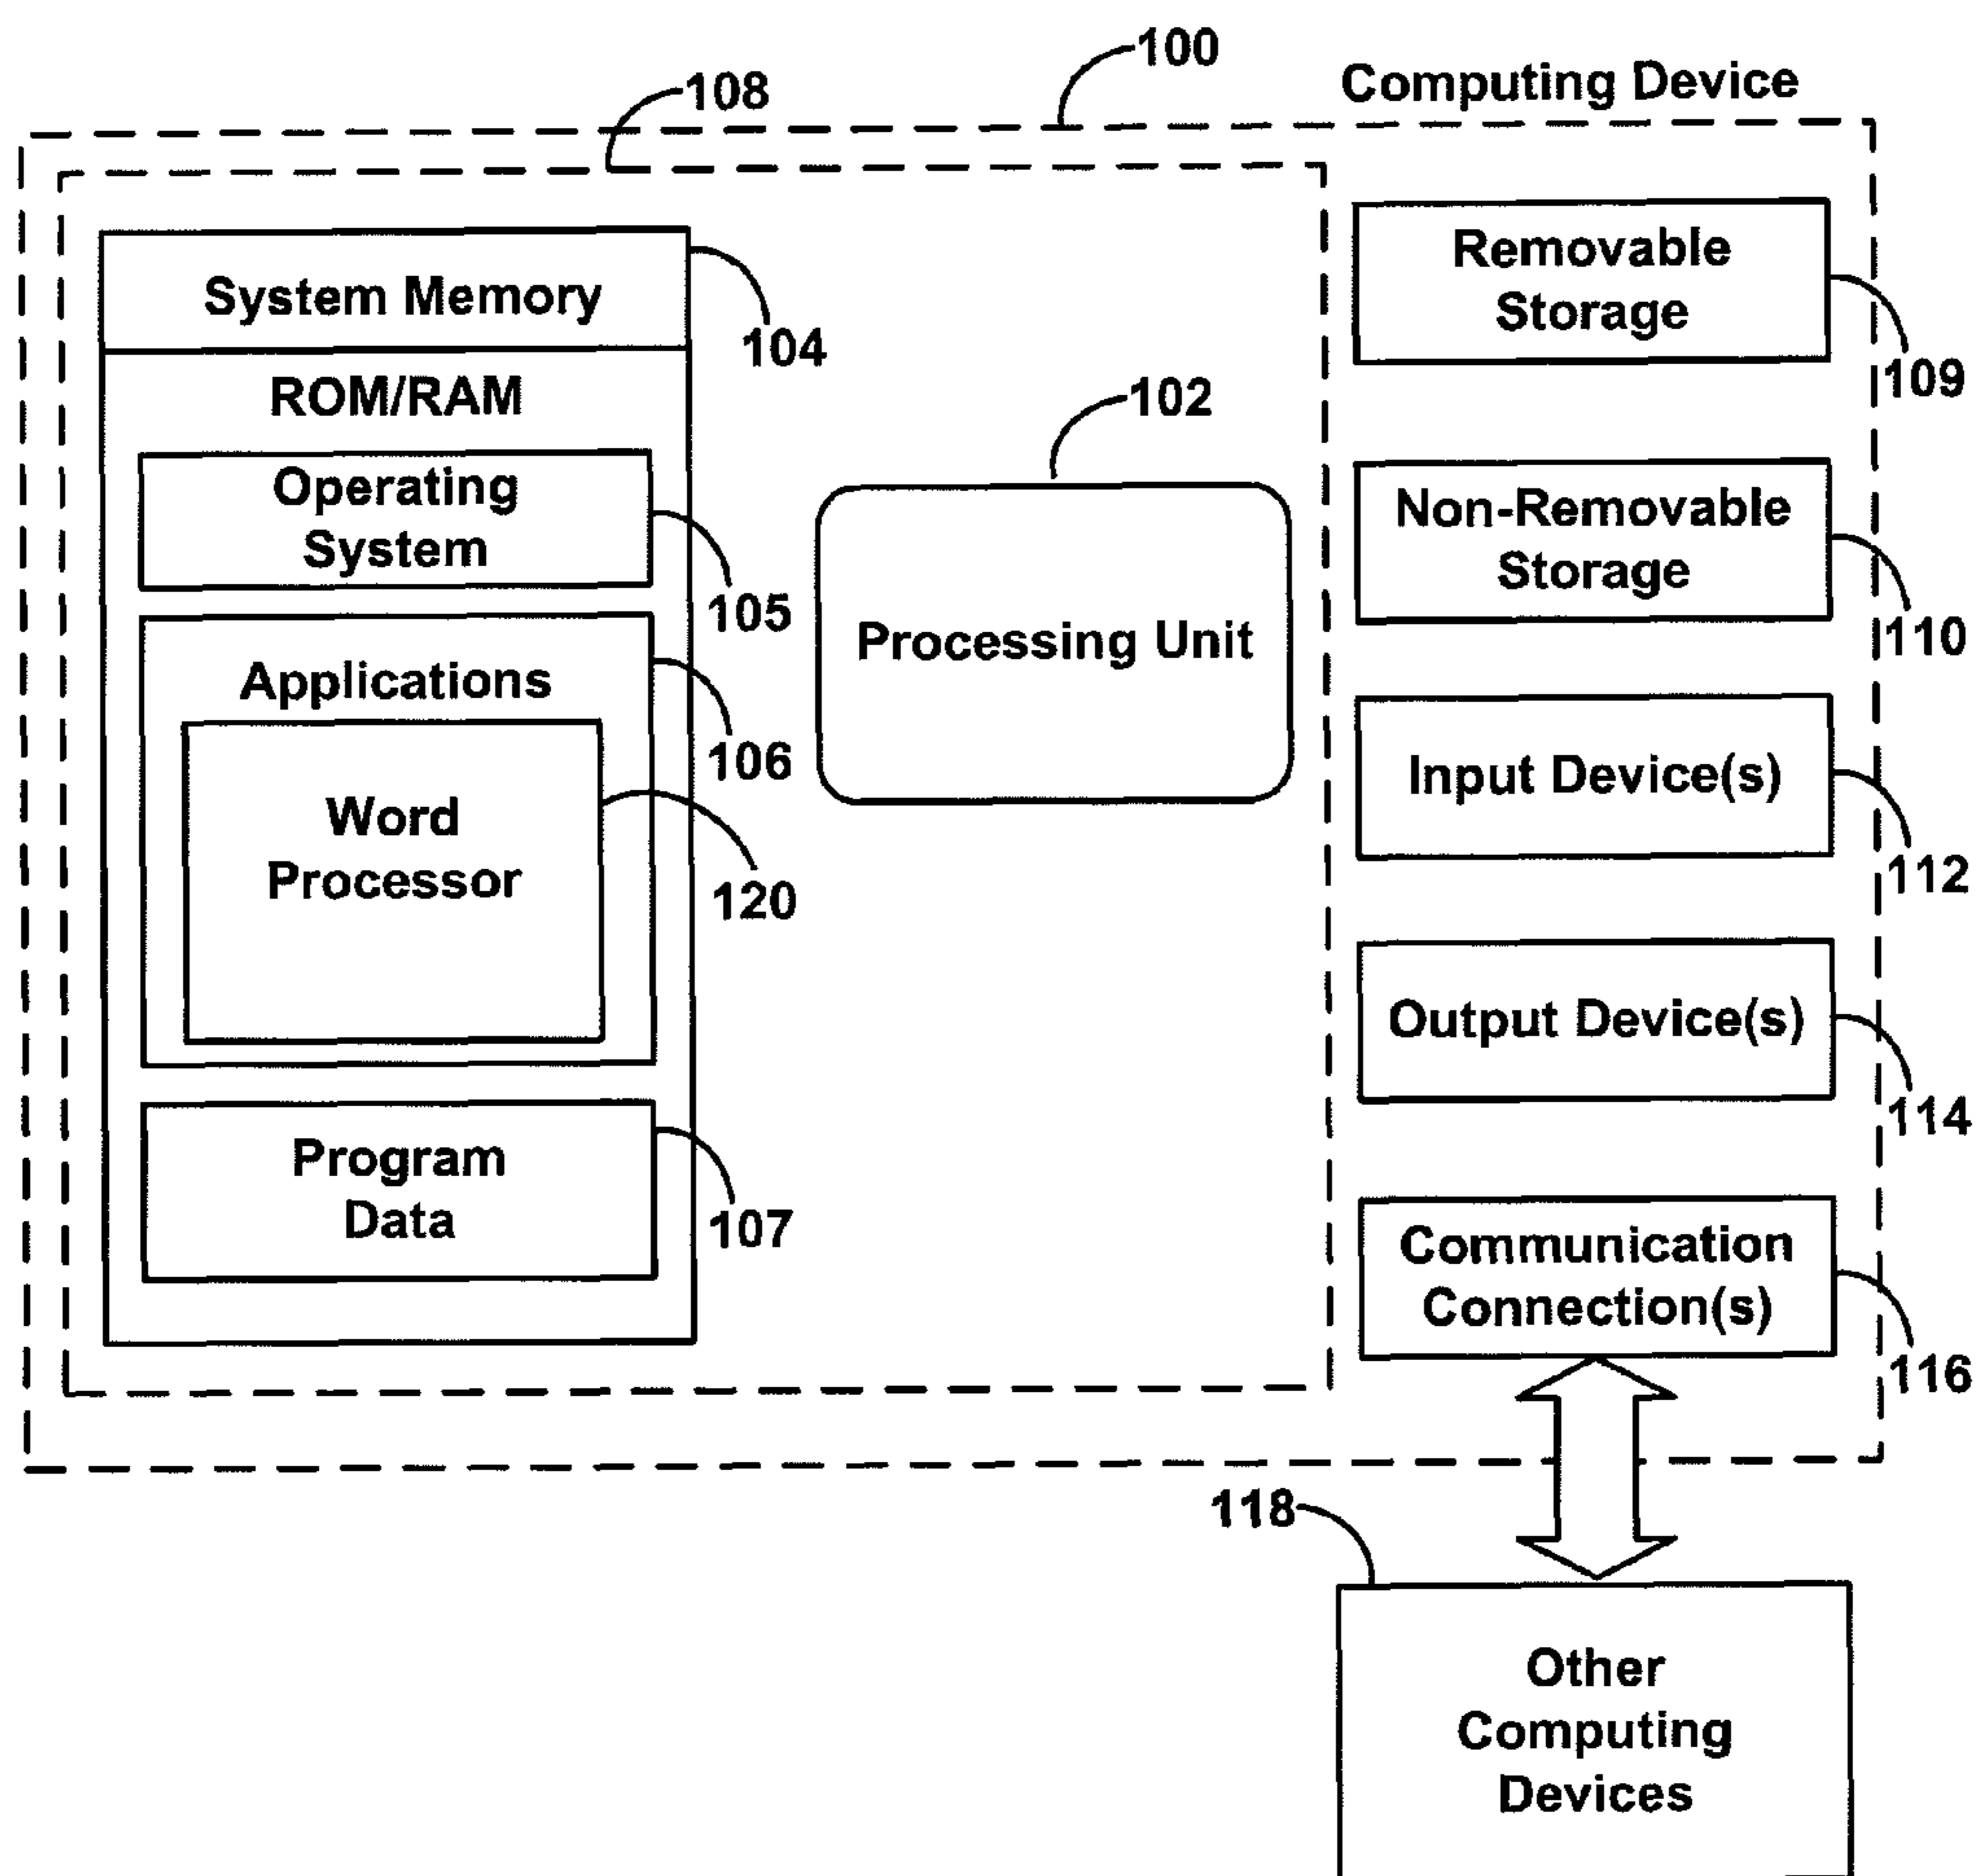 100
Computing Device
108
System Memory
104
ROM/RAM
Operating
System
105
Applications
106
Word
Processor
120
Program
Data
107
102
Processing Unit
Removable
Storage
109
Non-Removable
Storage
110
Input Device(s)
112
Output Device(s)
114
Communication
Connection(s)
116
118
Other
Computing
Devices